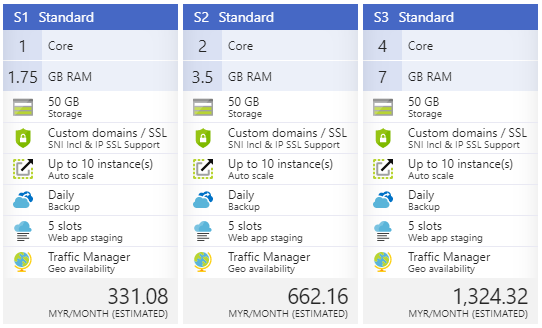 S1 Standard
1 Core
1.75 GB RAM
50 GB
Storage
Custom domains / SSL
SNI Incl & IP SSL Support
Up to 10 instance(s)
Auto scale
Daily
Backup
5 slots
Web app staging
Traffic Manager
Geo availability
331.08
MYR/MONTH (ESTIMATED)
S2 Standard
2 Core
3.5 GB RAM
50 GB
Storage
Custom domains / SSL
SNI Incl & IP SSL Support
Up to 10 instance(s)
Auto scale
Daily
Backup
5 slots
Web app staging
Traffic Manager
Geo availability
662.16
MYR/MONTH (ESTIMATED)
S3 Standard
4 Core
7 GB RAM
50 GB
Storage
Custom domains / SSL
SNI Incl & IP SSL Support
Up to 10 instance(s)
Auto scale
Daily
Backup
5 slots
Web app staging
Traffic Manager
Geo availability
1,324.32
MYR/MONTH (ESTIMATED)